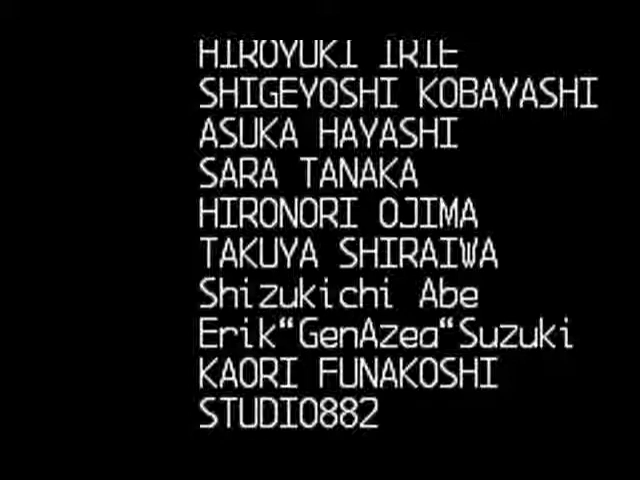 HIROYUKI IRIE
SHIGEYOSHI KOBAYASHI
ASUKA HAYASHI
SARA TANAKA
HIRONORI OJIMA
TAKUYA SHIRAIWA
Shizukichi Abe
Erik“GenAzea“Suzuki
KAORI FUNAKOSHI
STUDIO882